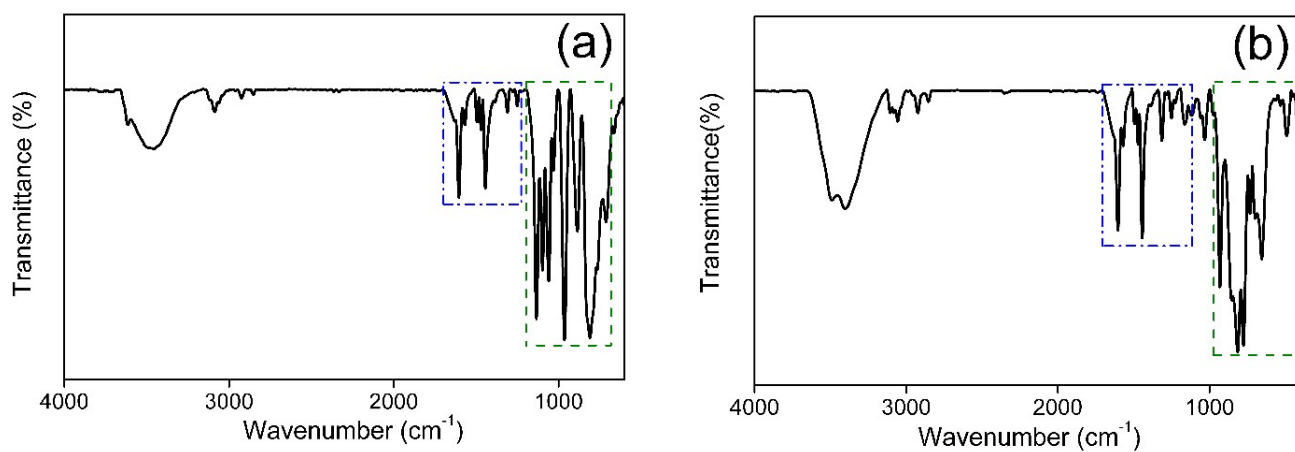 (a)
Transmittance (%)
4000
3000
2000
1000
Wavenumber (cm⁻¹)
(b)
Transmittance(%)
4000
3000
2000
1000
Wavenumber (cm⁻¹)